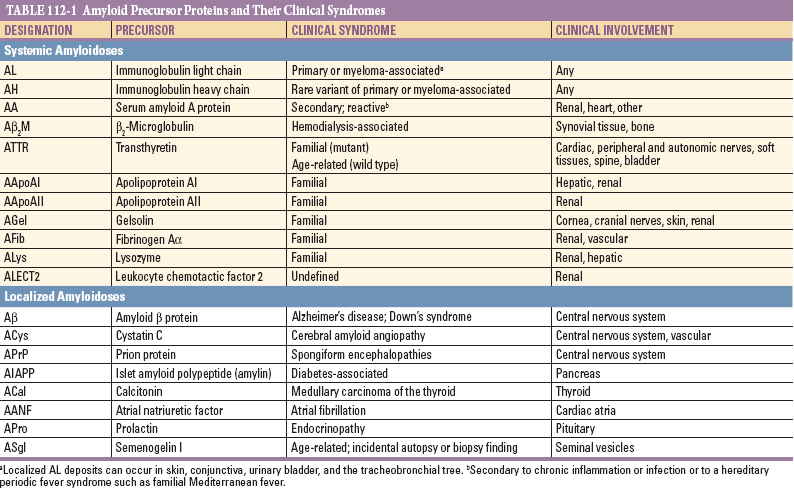 TABLE 112-1 Amyloid Precursor Proteins and Their Clinical Syndromes
DESIGNATION PRECURSOR CLINICAL SYNDROME CLINICAL INVOLVEMENT
Systemic Amyloidoses
AL Immunoglobulin light chain Primary or myeloma-associatedᵃ Any
AH Immunoglobulin heavy chain Rare variant of primary or myeloma-associated Any
AA Serum amyloid A protein Secondary; reactiveᵇ Renal, heart, other
Aβ₂M β₂-Microglobulin Hemodialysis-associated Synovial tissue, bone
ATTR Transthyretin Familial (mutant) Cardiac, peripheral and autonomic nerves, soft
Age-related (wild type) tissues, spine, bladder
AApoAI Apolipoprotein AI Familial Hepatic, renal
AApoAII Apolipoprotein AII Familial Renal
AGel Gelsolin Familial Cornea, cranial nerves, skin, renal
AFib Fibrinogen Aα Familial Renal, vascular
ALys Lysozyme Familial Renal, hepatic
ALECT2 Leukocyte chemotactic factor 2 Undefined Renal
Localized Amyloidoses
Aβ Amyloid β protein Alzheimer's disease; Down's syndrome Central nervous system
ACys Cystatin C Cerebral amyloid angiopathy Central nervous system, vascular
APrP Prion protein Spongiform encephalopathies Central nervous system
AIAPP Islet amyloid polypeptide (amylin) Diabetes-associated Pancreas
ACal Calcitonin Medullary carcinoma of the thyroid Thyroid
AANF Atrial natriuretic factor Atrial fibrillation Cardiac atria
APro Prolactin Endocrinopathy Pituitary
ASgI Semenogelin I Age-related; incidental autopsy or biopsy finding Seminal vesicles
ᵃLocalized AL deposits can occur in skin, conjunctiva, urinary bladder, and the tracheobronchial tree. ᵇSecondary to chronic inflammation or infection or to a hereditary
periodic fever syndrome such as familial Mediterranean fever.